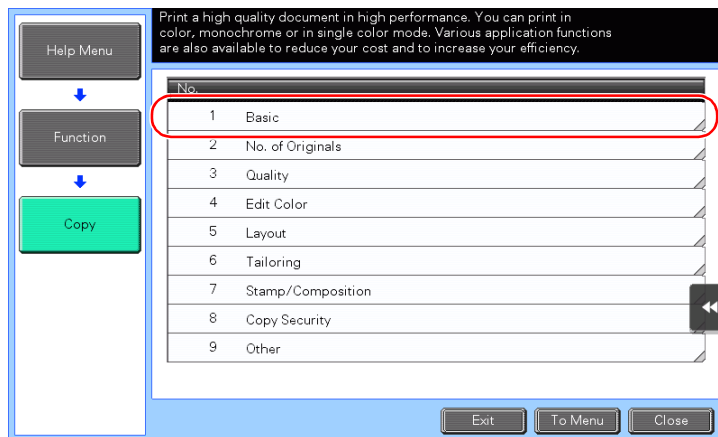 Print a high quality document in high performance. You can print in
color, monochrome or in single color mode. Various application functions
are also available to reduce your cost and to increase your efficiency.
Help Menu
Function
Copy
No.
1 Basic
2 No. of Originals
3 Quality
4 Edit Color
5 Layout
6 Tailoring
7 Stamp/Composition
8 Copy Security
9 Other
Exit To Menu Close